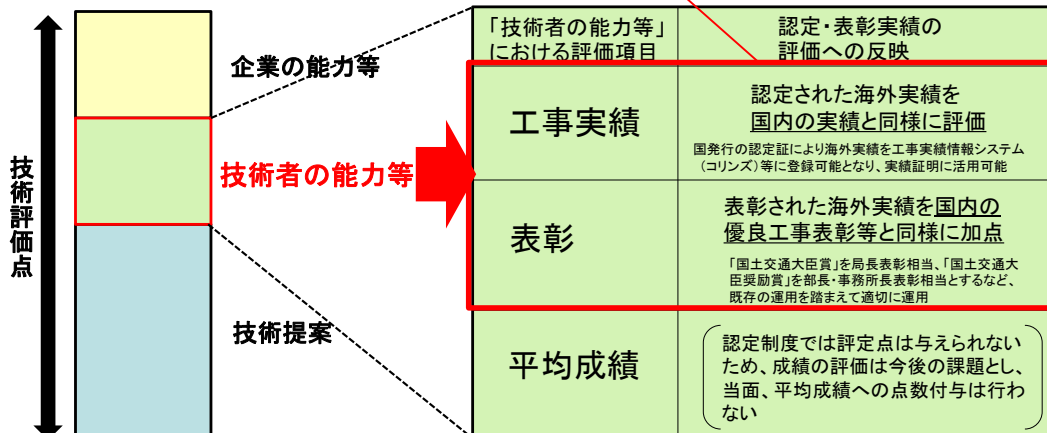 技術評価点
企業の能力等
技術者の能力等
技術提案
「技術者の能力等」
における評価項目
認定・表彰実績の
評価への反映
工事実績
認定された海外実績を
国内の実績と同様に評価
国発行の認定証により海外実績を工事実績情報システム
（コリンズ）等に登録可能となり、実績証明に活用可能
表彰
表彰された海外実績を国内の
優良工事表彰等と同様に加点
「国土交通大臣賞」を局長表彰相当、「国土交通大
臣奨励賞」を部長・事務所長表彰相当とするなど、
既存の運用を踏まえて適切に運用
平均成績
認定制度では評定点は与えられない
ため、成績の評価は今後の課題とし、
当面、平均成績への点数付与は行わ
ない